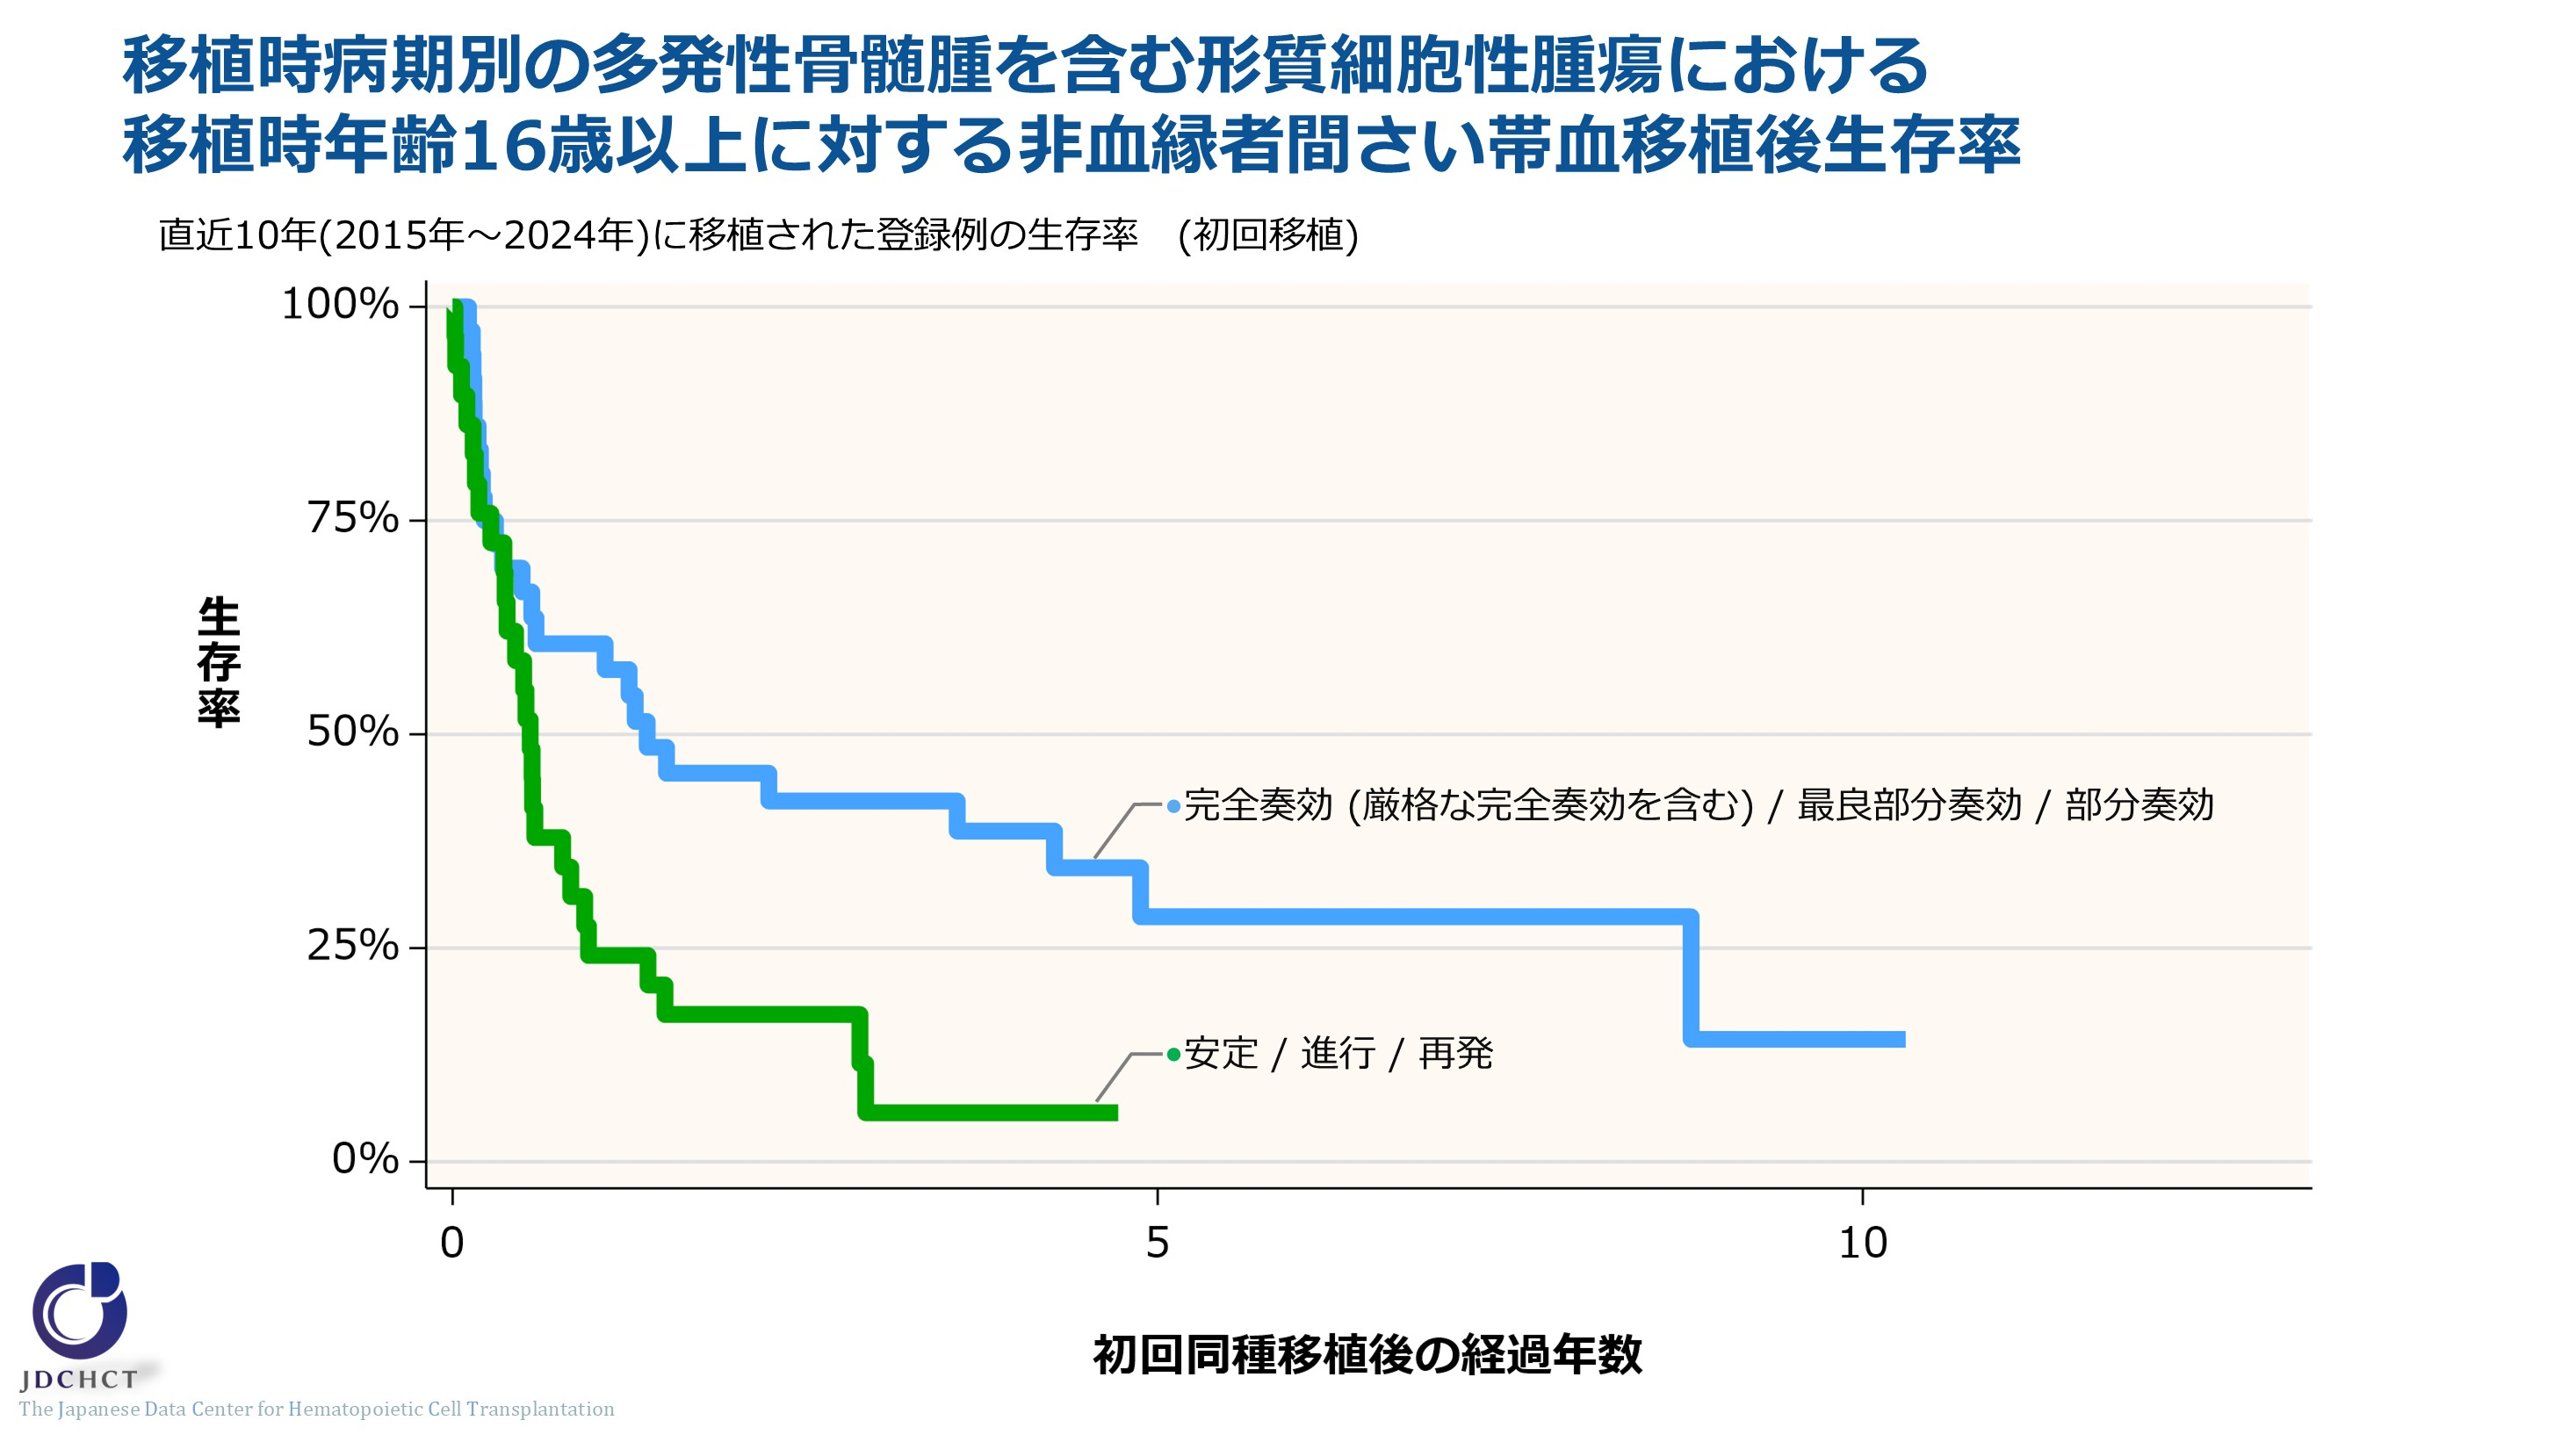 移植時病期別の多発性骨髄腫を含む形質細胞性腫瘍における
移植時年齢16歳以上に対する非血縁者間さい帯血移植後生存率
直近10年(2015年～2024年)に移植された登録例の生存率　(初回移植)
100%
75%
50%
25%
0%
生存率
完全奏効 (厳格な完全奏効を含む) / 最良部分奏効 / 部分奏効
安定 / 進行 / 再発
0
5
10
初回同種移植後の経過年数
JDCHCT
The Japanese Data Center for Hematopoietic Cell Transplantation